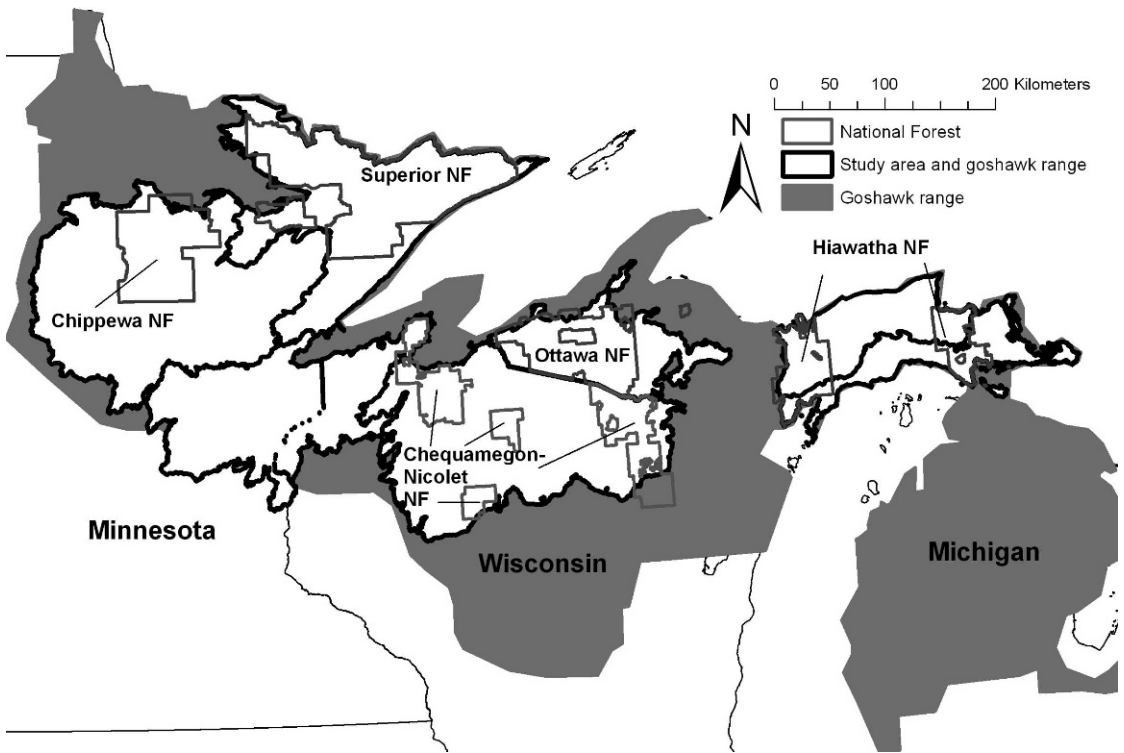 0 25 50 100 200 Kilometers
N
National Forest
Study area and goshawk range
Goshawk range
Superior NF
Hiawatha NF
Chippewa NF
Ottawa NF
Chequamegon-
Nicolet
NF
Minnesota
Wisconsin
Michigan